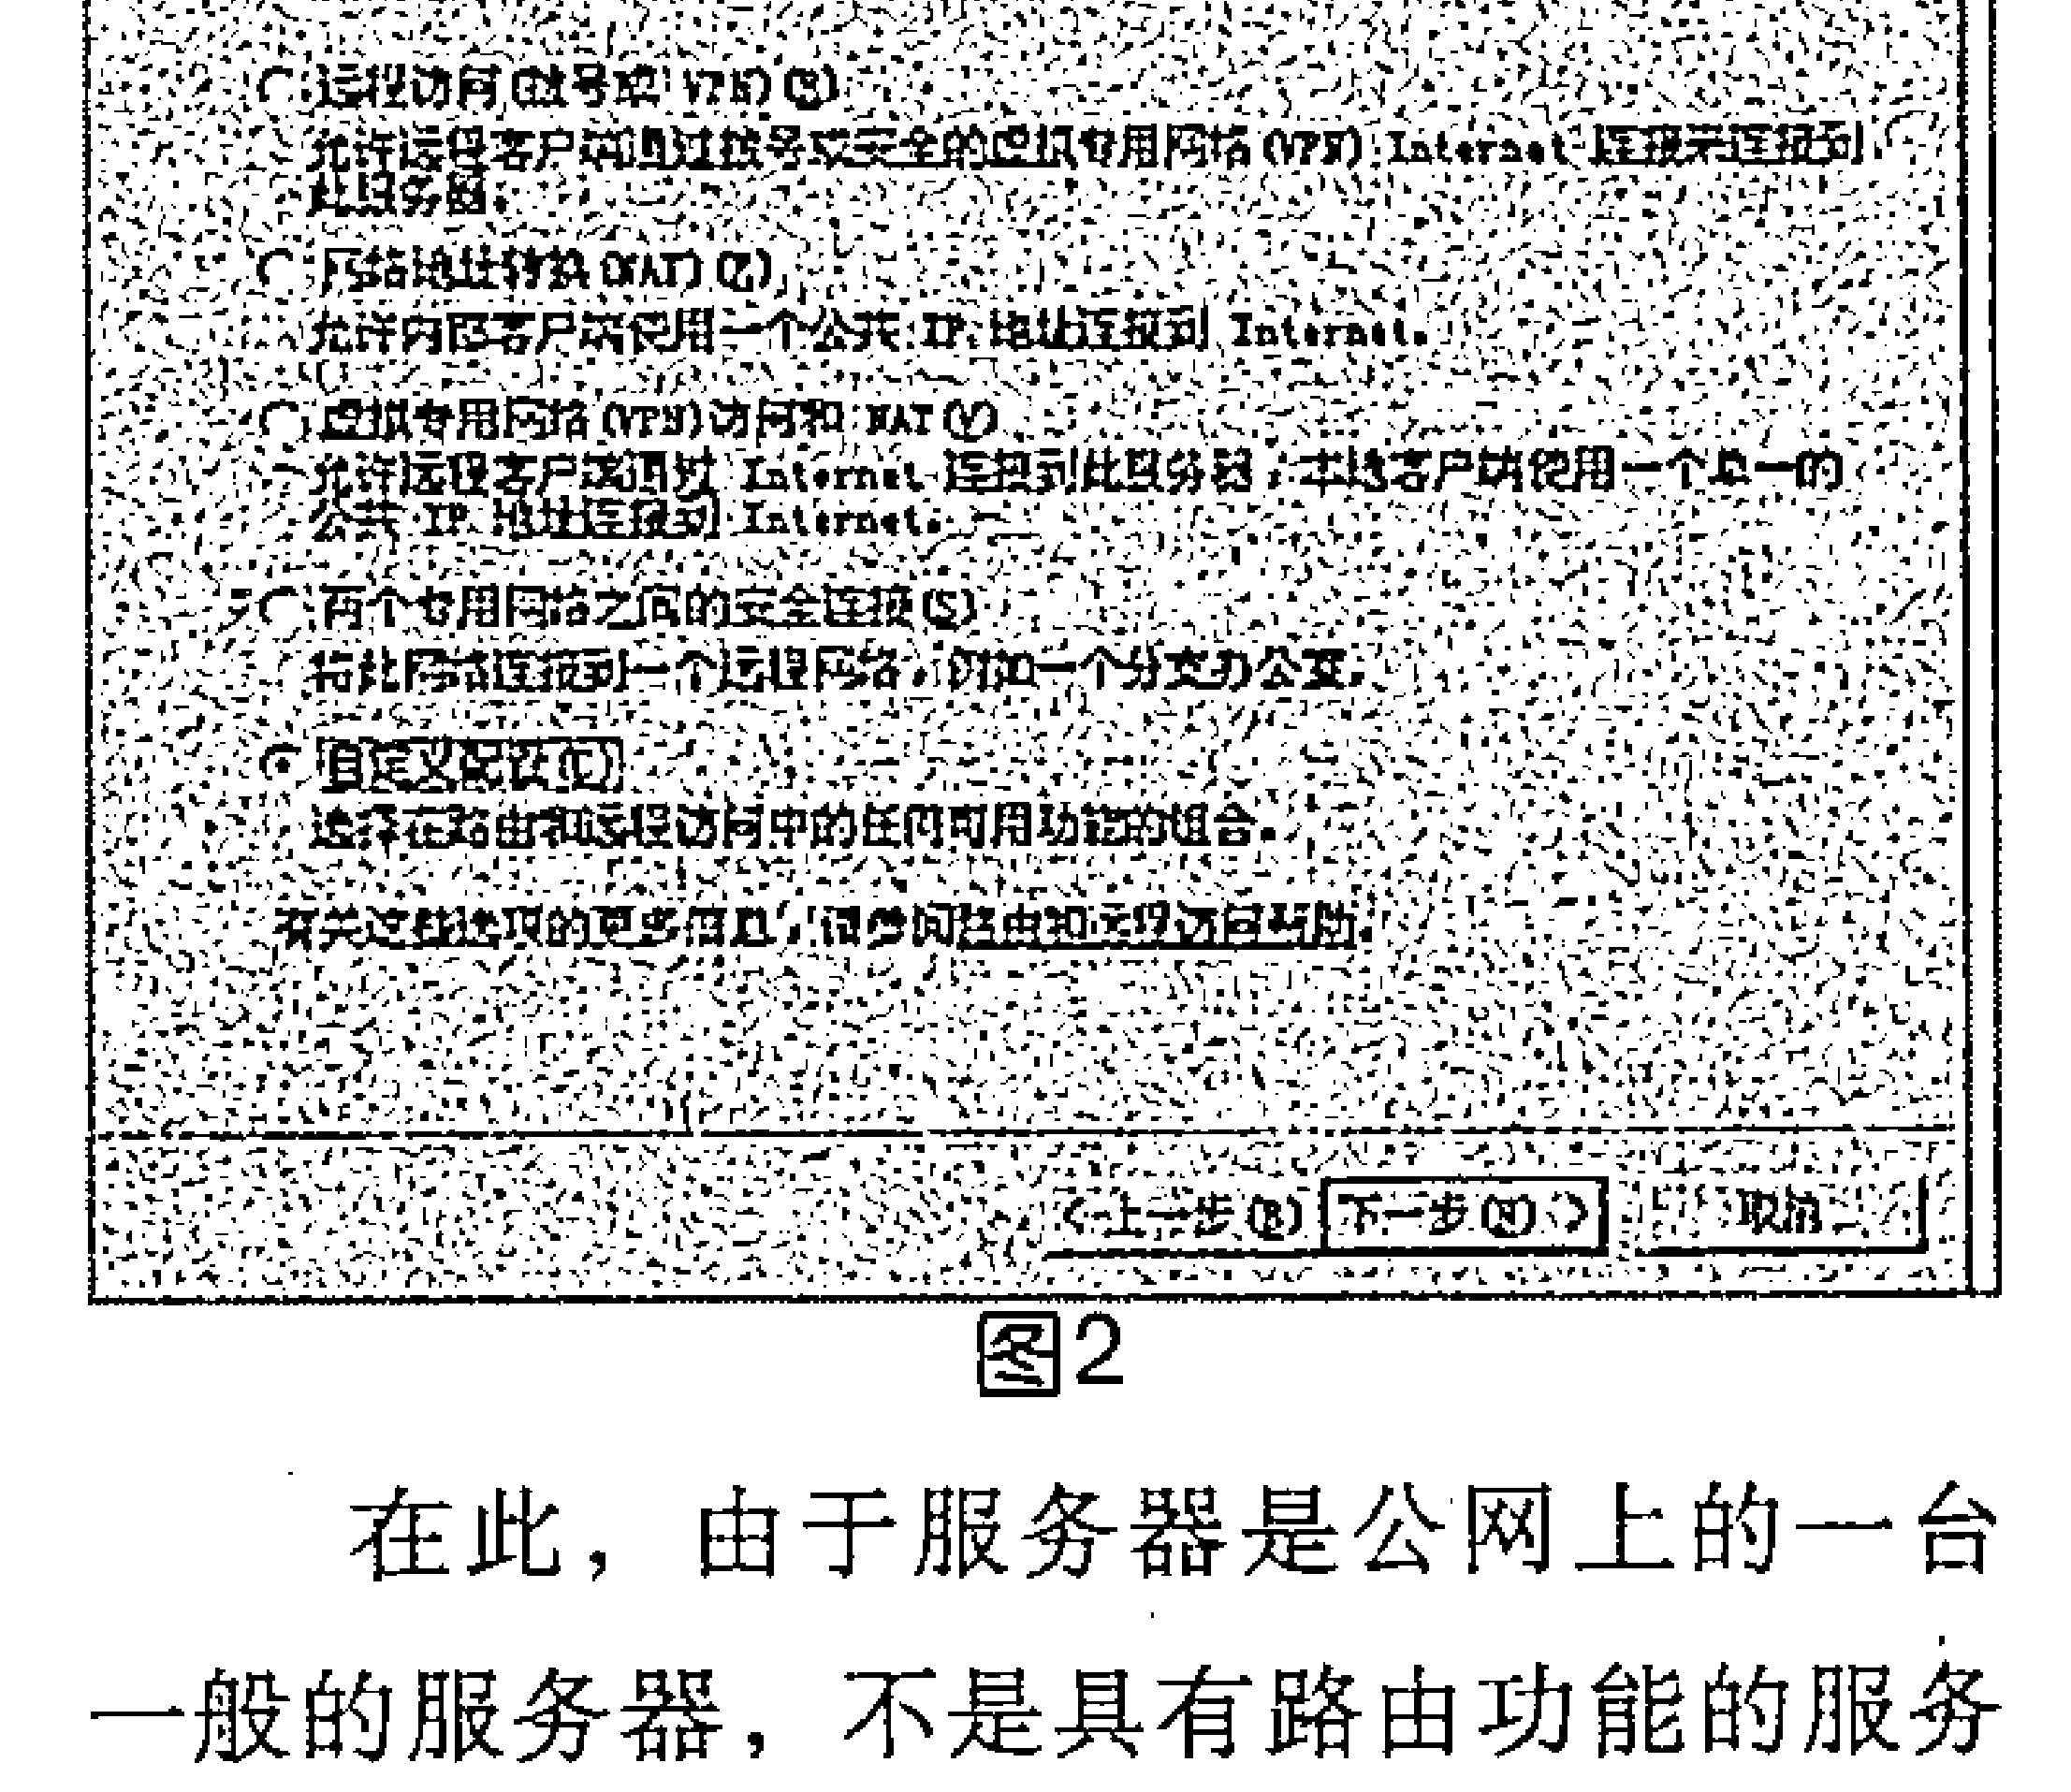 远程访问(拨号或 VPN)(R)
允许远程客户端通过拨号或安全的虚拟专用网络(VPN) Internet 连接来连接到
此服务器。
网络地址转换(NAT)(E)
允许内部客户端使用一个公共 IP 地址连接到 Internet。
虚拟专用网络(VPN)访问和 NAT(V)
允许远程客户端通过 Internet 连接到此服务器，本地客户端使用一个单一的
公共 IP 地址连接到 Internet。
两个专用网络之间的安全连接(S)
将此网络连接到一个远程网络，例如一个分支办公室。
自定义配置(C)
选择在路由和远程访问中的任何可用功能的组合。
有关这些选项的更多信息，请参阅路由和远程访问帮助。
<上一步(B) 下一步(N) > 取消
图2
在此，由于服务器是公网上的一台
一般的服务器，不是具有路由功能的服务